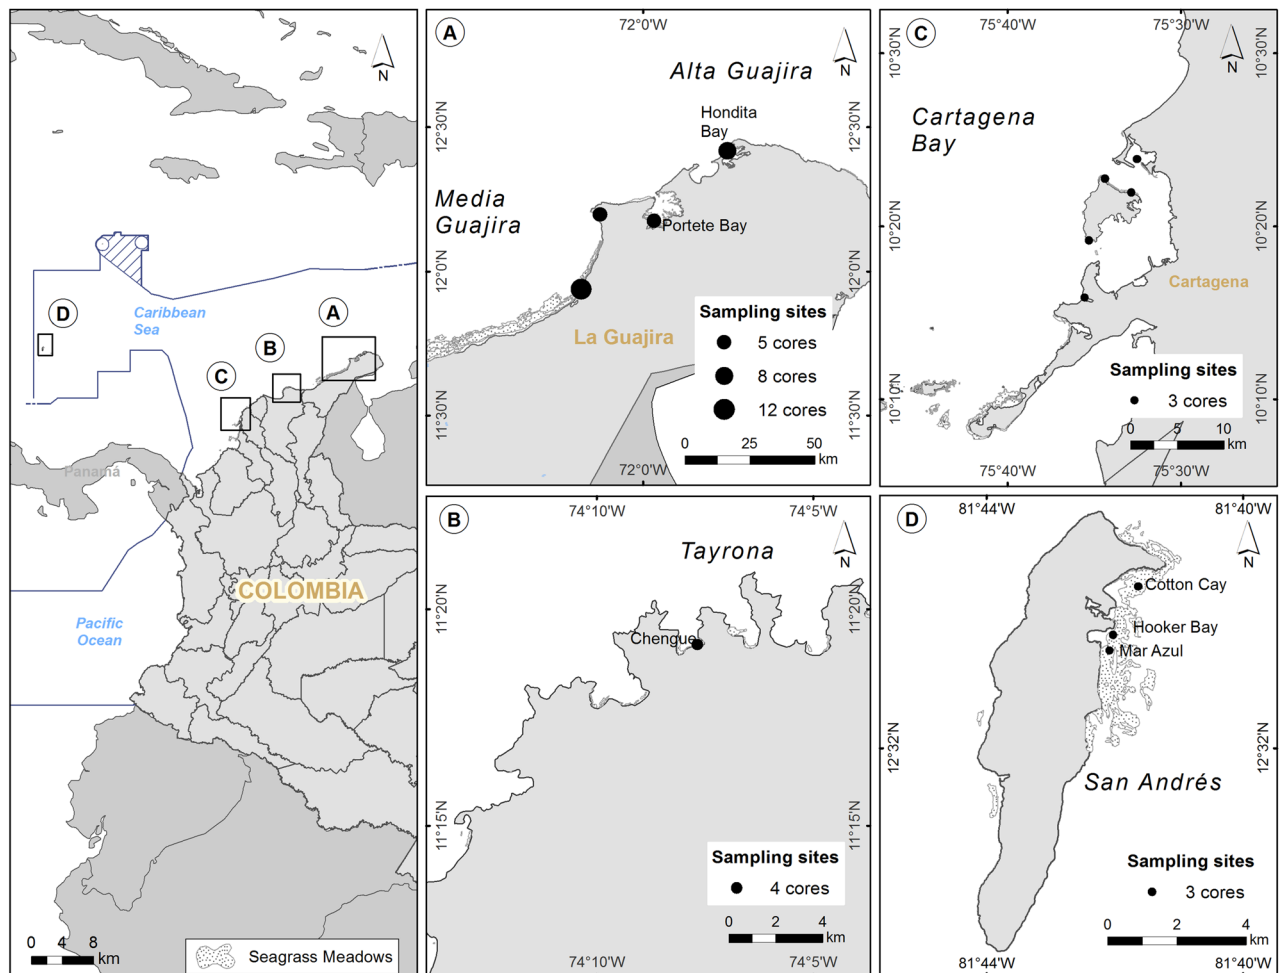 N
D
Caribbean
Sea
A
B
C
Panamá
COLOMBIA
Pacific
Ocean
0 4 8
km
Seagrass Meadows
A
72°0'W
N
Alta Guajira
Hondita
Bay
12°30'N
12°30'N
Media
Guajira
Portete Bay
12°0'N
12°0'N
La Guajira
Sampling sites
5 cores
8 cores
12 cores
11°30'N
11°30'N
0 25 50
km
72°0'W
C
75°40'W
75°30'W
N
10°30'N
10°30'N
Cartagena
Bay
10°20'N
10°20'N
Cartagena
Sampling sites
3 cores
10°10'N
10°10'N
0 5 10
km
75°40'W
75°30'W
B
74°10'W
74°5'W
N
Tayrona
11°20'N
11°20'N
Chengue
11°15'N
11°15'N
Sampling sites
4 cores
0 2 4
km
74°10'W
74°5'W
D
81°44'W
81°40'W
N
Cotton Cay
Hooker Bay
Mar Azul
12°32'N
12°32'N
San Andrés
Sampling sites
3 cores
0 2 4
km
81°44'W
81°40'W